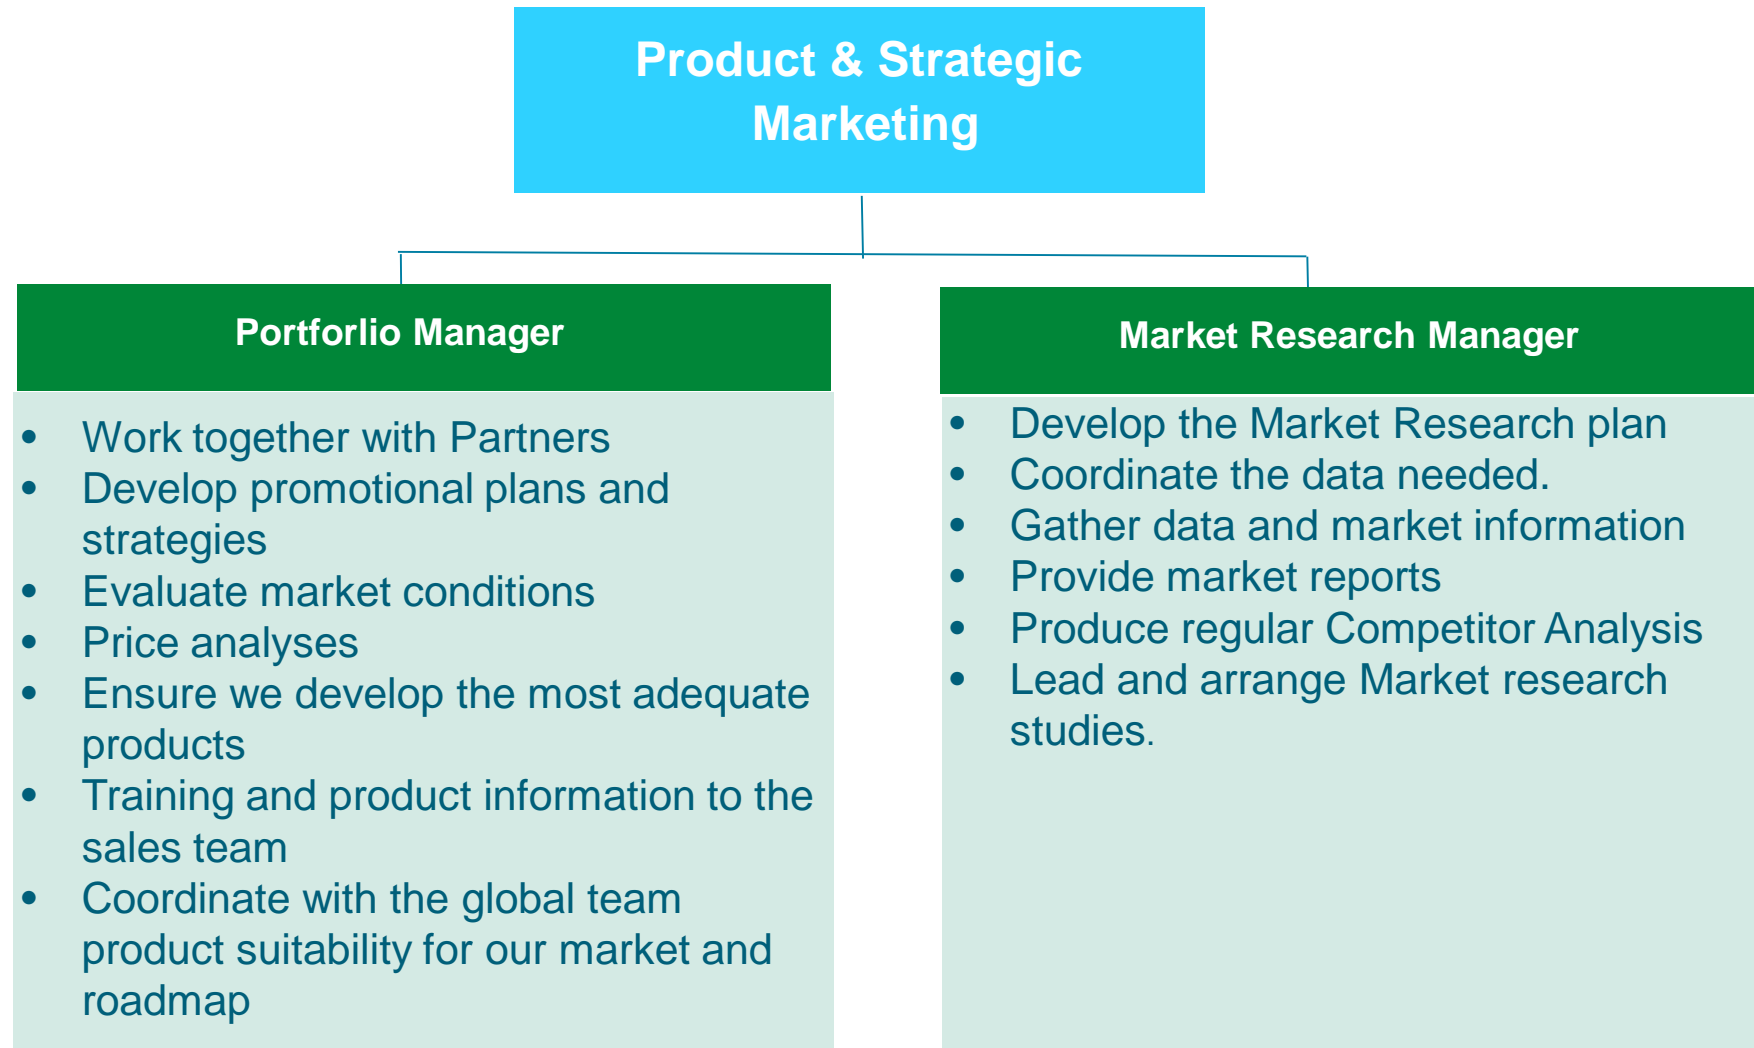 Product & Strategic
Marketing
Portforlio Manager
• Work together with Partners
• Develop promotional plans and
strategies
• Evaluate market conditions
• Price analyses
• Ensure we develop the most adequate
products
• Training and product information to the
sales team
• Coordinate with the global team
product suitability for our market and
roadmap
Market Research Manager
• Develop the Market Research plan
• Coordinate the data needed.
• Gather data and market information
• Provide market reports
• Produce regular Competitor Analysis
• Lead and arrange Market research
studies.